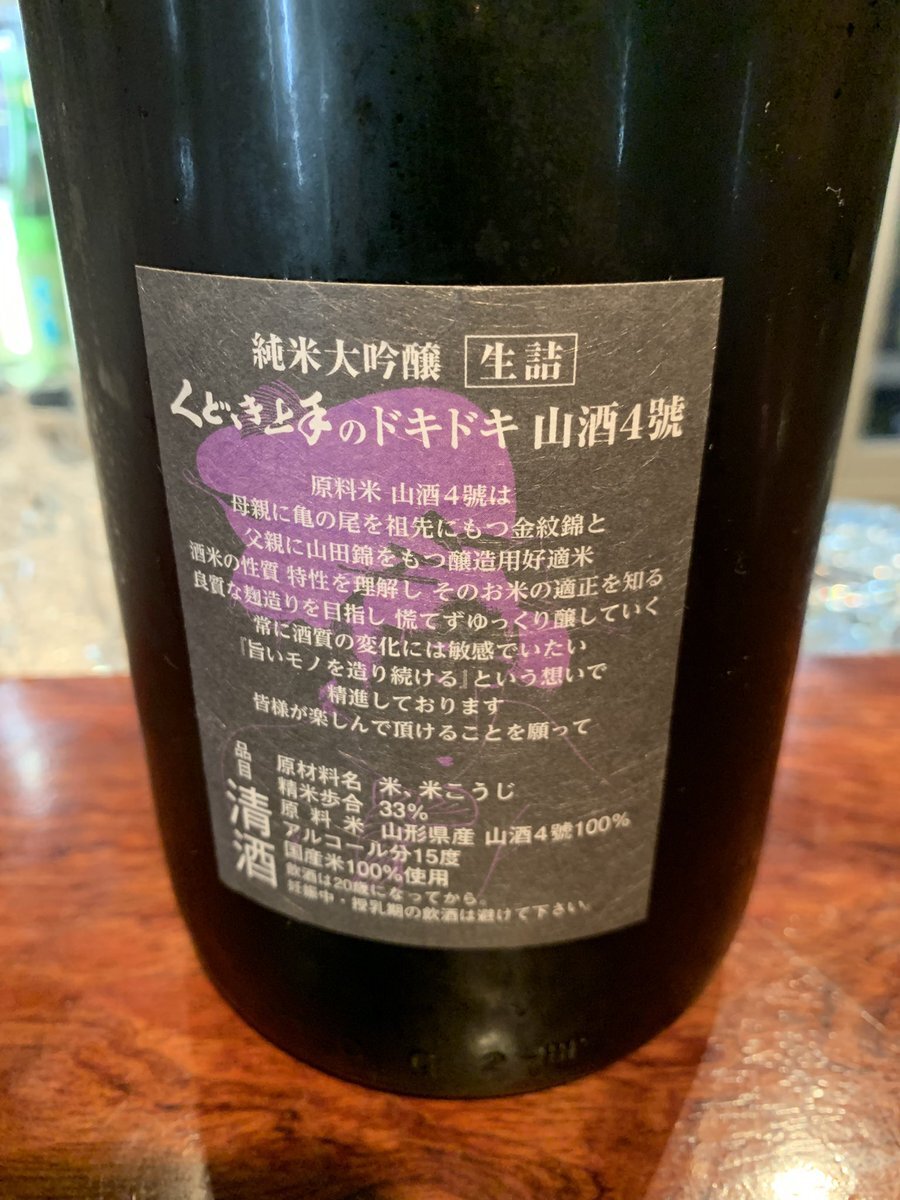 純米大吟醸 生詰
くどき上手のドキドキ 山酒4號
原料米 山酒4號は
母親に亀の尾を祖先にもつ金紋錦と
父親に山田錦をもつ醸造用好適米
酒米の性質 特性を理解し そのお米の適正を知る
良質な麹造りを目指し 慌てずゆっくり醸していく
常に酒質の変化には敏感でいたい
『旨いモノを造り続ける』という想いで
精進しております
皆様が楽しんで頂けることを願って
品目
清酒
原材料名 米、米こうじ
精米歩合 33%
原料米 山形県産 山酒4號100%
アルコール分15度
国産米100%使用
飲酒は20歳になってから。
妊娠中・授乳期の飲酒は避けて下さい。